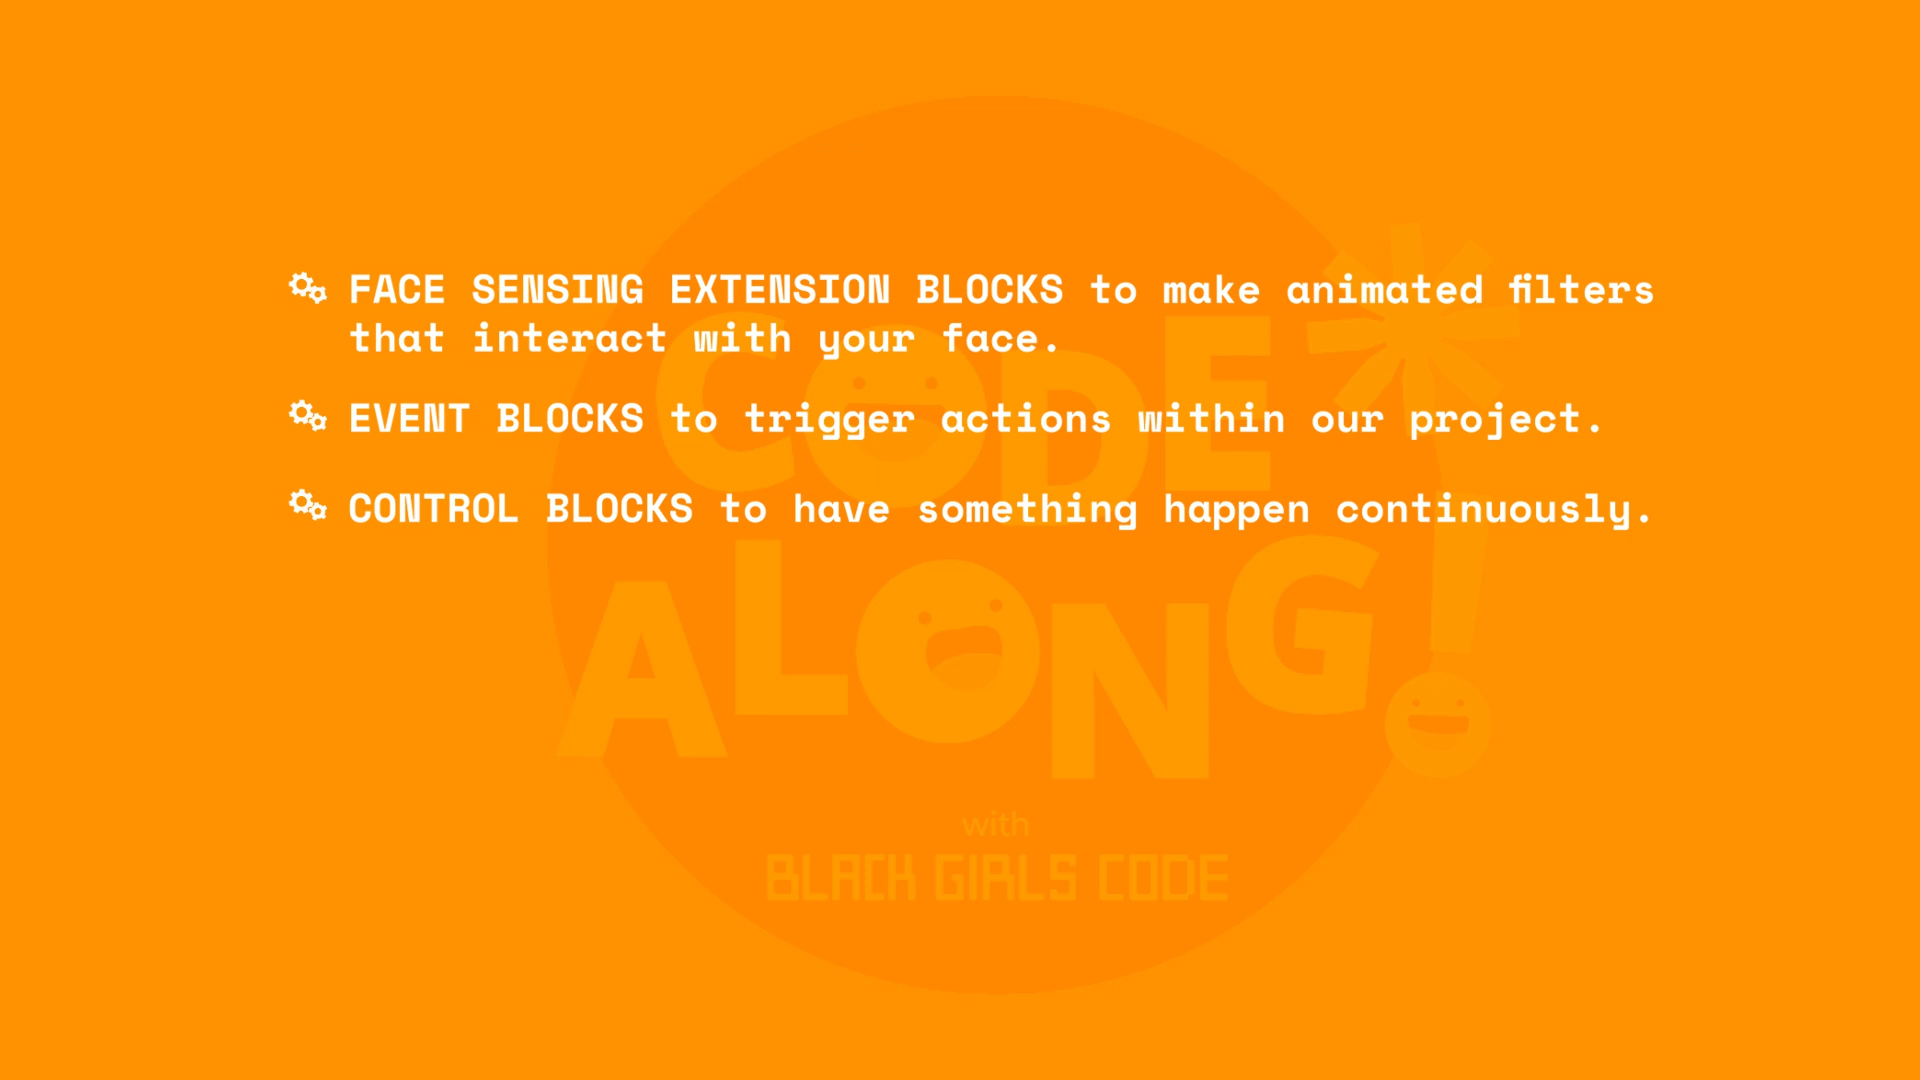 FACE SENSING EXTENSION BLOCKS to make animated filters
that interact with your face.
EVENT BLOCKS to trigger actions within our project.
CONTROL BLOCKS to have something happen continuously.
CODE
ALONG!
with
BLACK GIRLS CODE